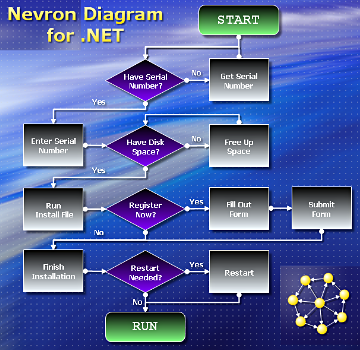 Nevron Diagram
for .NET
START
Have Serial
Number?
No
Get Serial
Number
Yes
Enter Serial
Number
Have Disk
Space?
No
Free Up
Space
Yes
Run
Install File
Register
Now?
Yes
Fill Out
Form
Submit
Form
No
Finish
Installation
Restart
Needed?
Yes
Restart
No
RUN